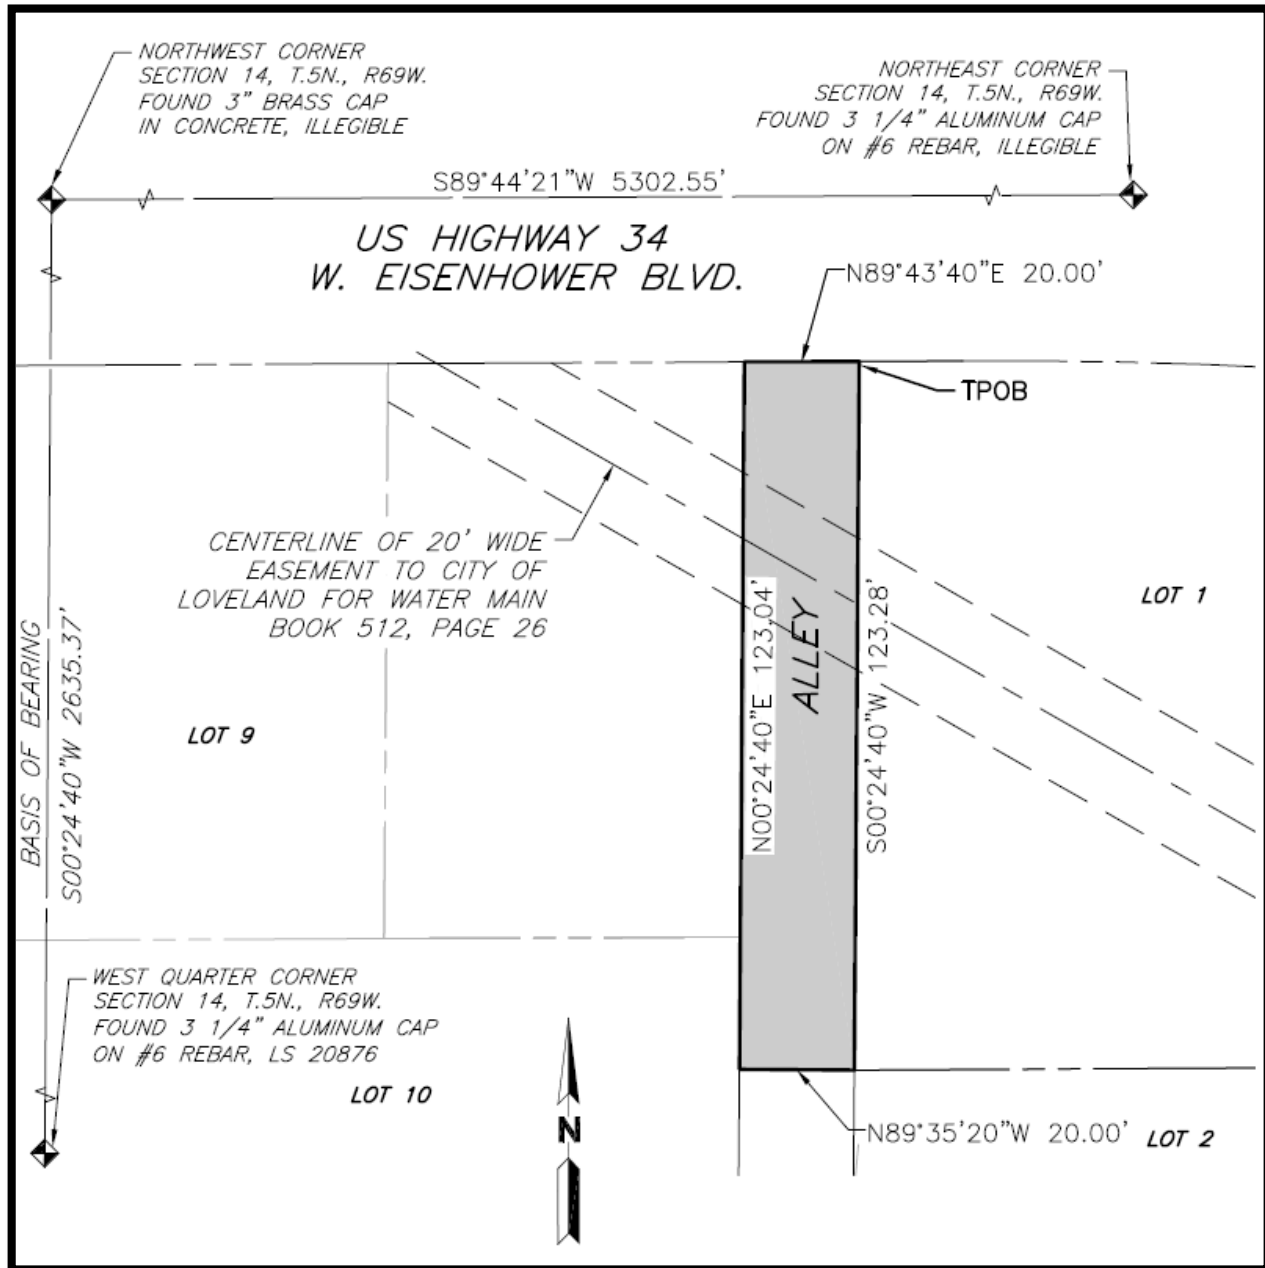 NORTHWEST CORNER
SECTION 14, T.5N., R69W.
FOUND 3" BRASS CAP
IN CONCRETE, ILLEGIBLE
NORTHEAST CORNER
SECTION 14, T.5N., R69W.
FOUND 3 1/4" ALUMINUM CAP
ON #6 REBAR, ILLEGIBLE
S89°44'21"W 5302.55'
US HIGHWAY 34
W. EISENHOWER BLVD.
N89°43'40"E 20.00'
TPOB
CENTERLINE OF 20' WIDE
EASEMENT TO CITY OF
LOVELAND FOR WATER MAIN
BOOK 512, PAGE 26
LOT 1
BASIS OF BEARING
S00°24'40"W 2635.37'
LOT 9
N00°24'40"E 123.04'
ALLEY
S00°24'40"W 123.28'
WEST QUARTER CORNER
SECTION 14, T.5N., R69W.
FOUND 3 1/4" ALUMINUM CAP
ON #6 REBAR, LS 20876
LOT 10
N
N89°35'20"W 20.00'
LOT 2